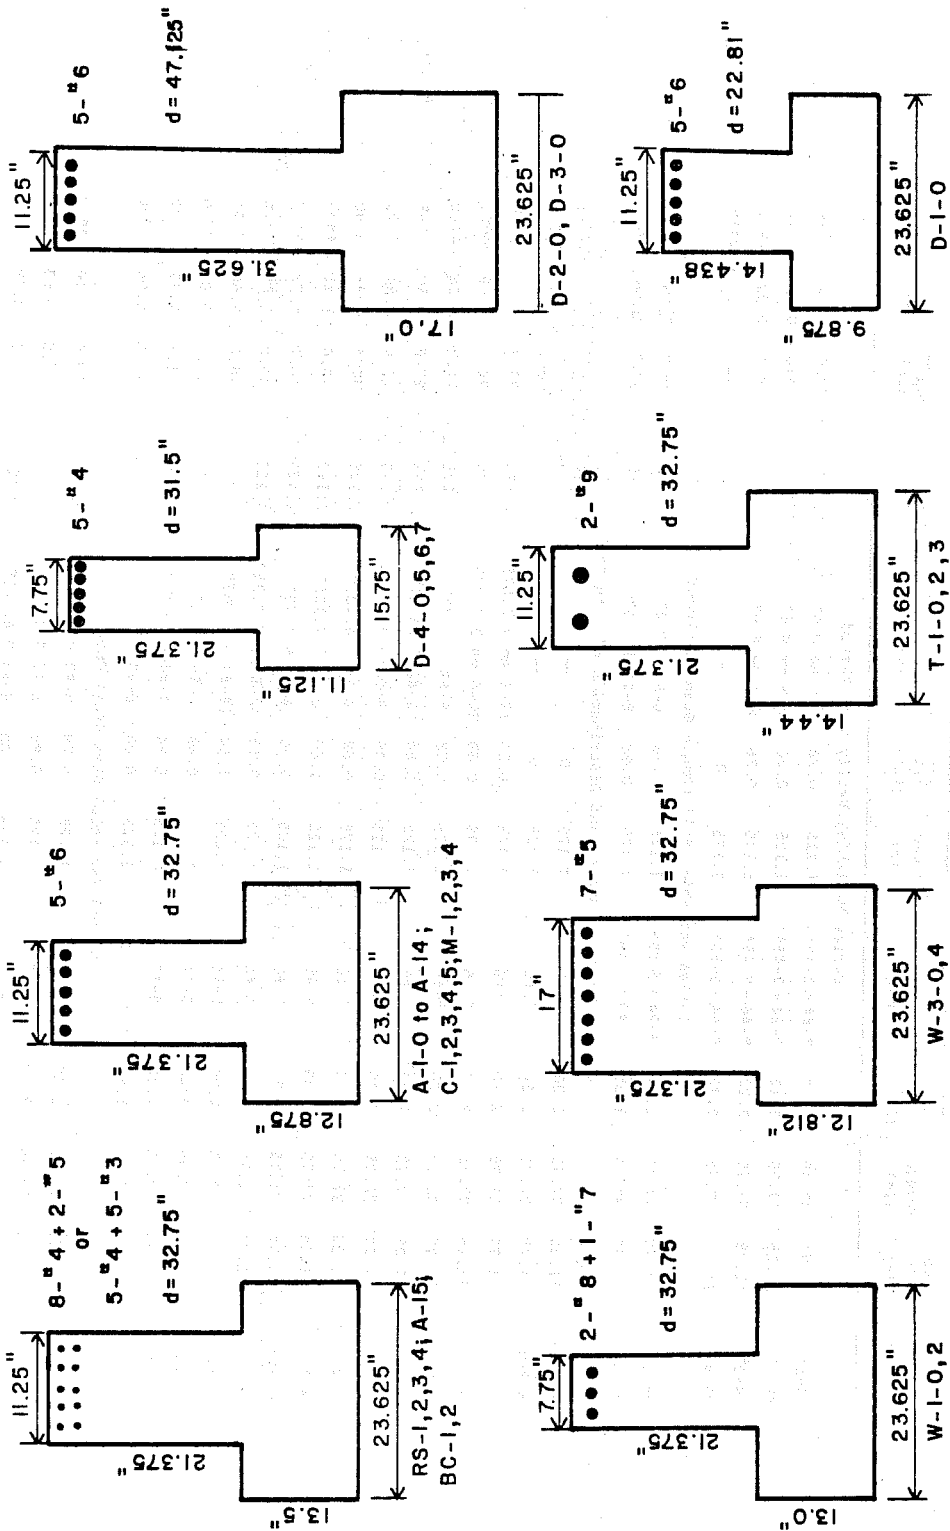 8-#4 + 2-#5
or
5-#4 + 5-#3
d = 32.75"
11.25"
21.375"
13.5"
23.625"
RS-1,2,3,4; A-15;
BC-1,2
5-#6
d = 32.75"
11.25"
21.375"
12.875"
23.625"
A-1-0 to A-14;
C-1,2,3,4,5; M-1,2,3,4
5-#4
d = 31.5"
7.75"
21.375"
11.125"
15.75"
D-4-0,5,6,7
5-#6
d = 47.125"
11.25"
31.625"
17.0"
23.625"
D-2-0, D-3-0
2-#8 + 1-#7
d = 32.75"
7.75"
21.375"
13.0"
23.625"
W-1-0,2
7-#5
d = 32.75"
17"
21.375"
12.812"
23.625"
W-3-0,4
2-#9
d = 32.75"
11.25"
21.375"
14.44"
23.625"
T-1-0,2,3
5-#6
d = 22.81"
11.25"
14.438"
9.875"
23.625"
D-1-0